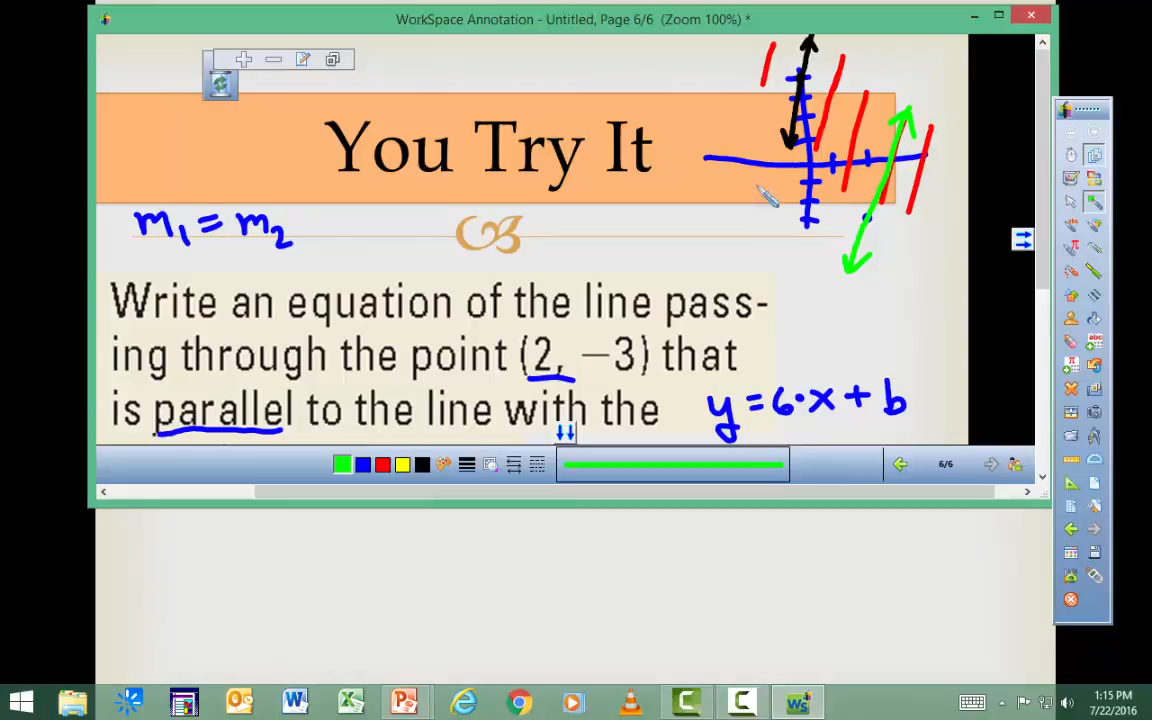 WorkSpace Annotation - Untitled, Page 6/6 (Zoom 100%) *
You Try It
m₁ = m₂
Write an equation of the line pass-
ing through the point (2, −3) that
is parallel to the line with the
y = 6·x + b
6/6
1:15 PM
7/22/2016